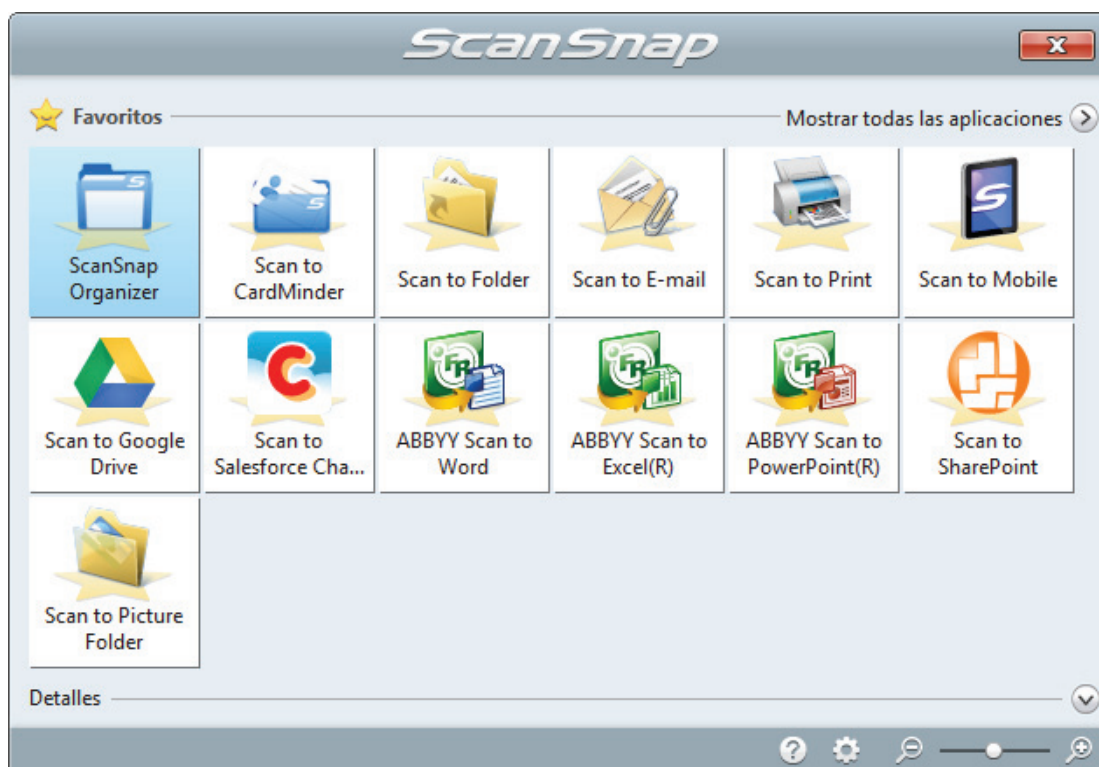 ScanSnap
Favoritos
Mostrar todas las aplicaciones
ScanSnap
Organizer
Scan to
CardMinder
Scan to Folder
Scan to E-mail
Scan to Print
Scan to Mobile
Scan to Google
Drive
Scan to
Salesforce Cha...
ABBYY Scan to
Word
ABBYY Scan to
Excel(R)
ABBYY Scan to
PowerPoint(R)
Scan to
SharePoint
Scan to Picture
Folder
Detalles